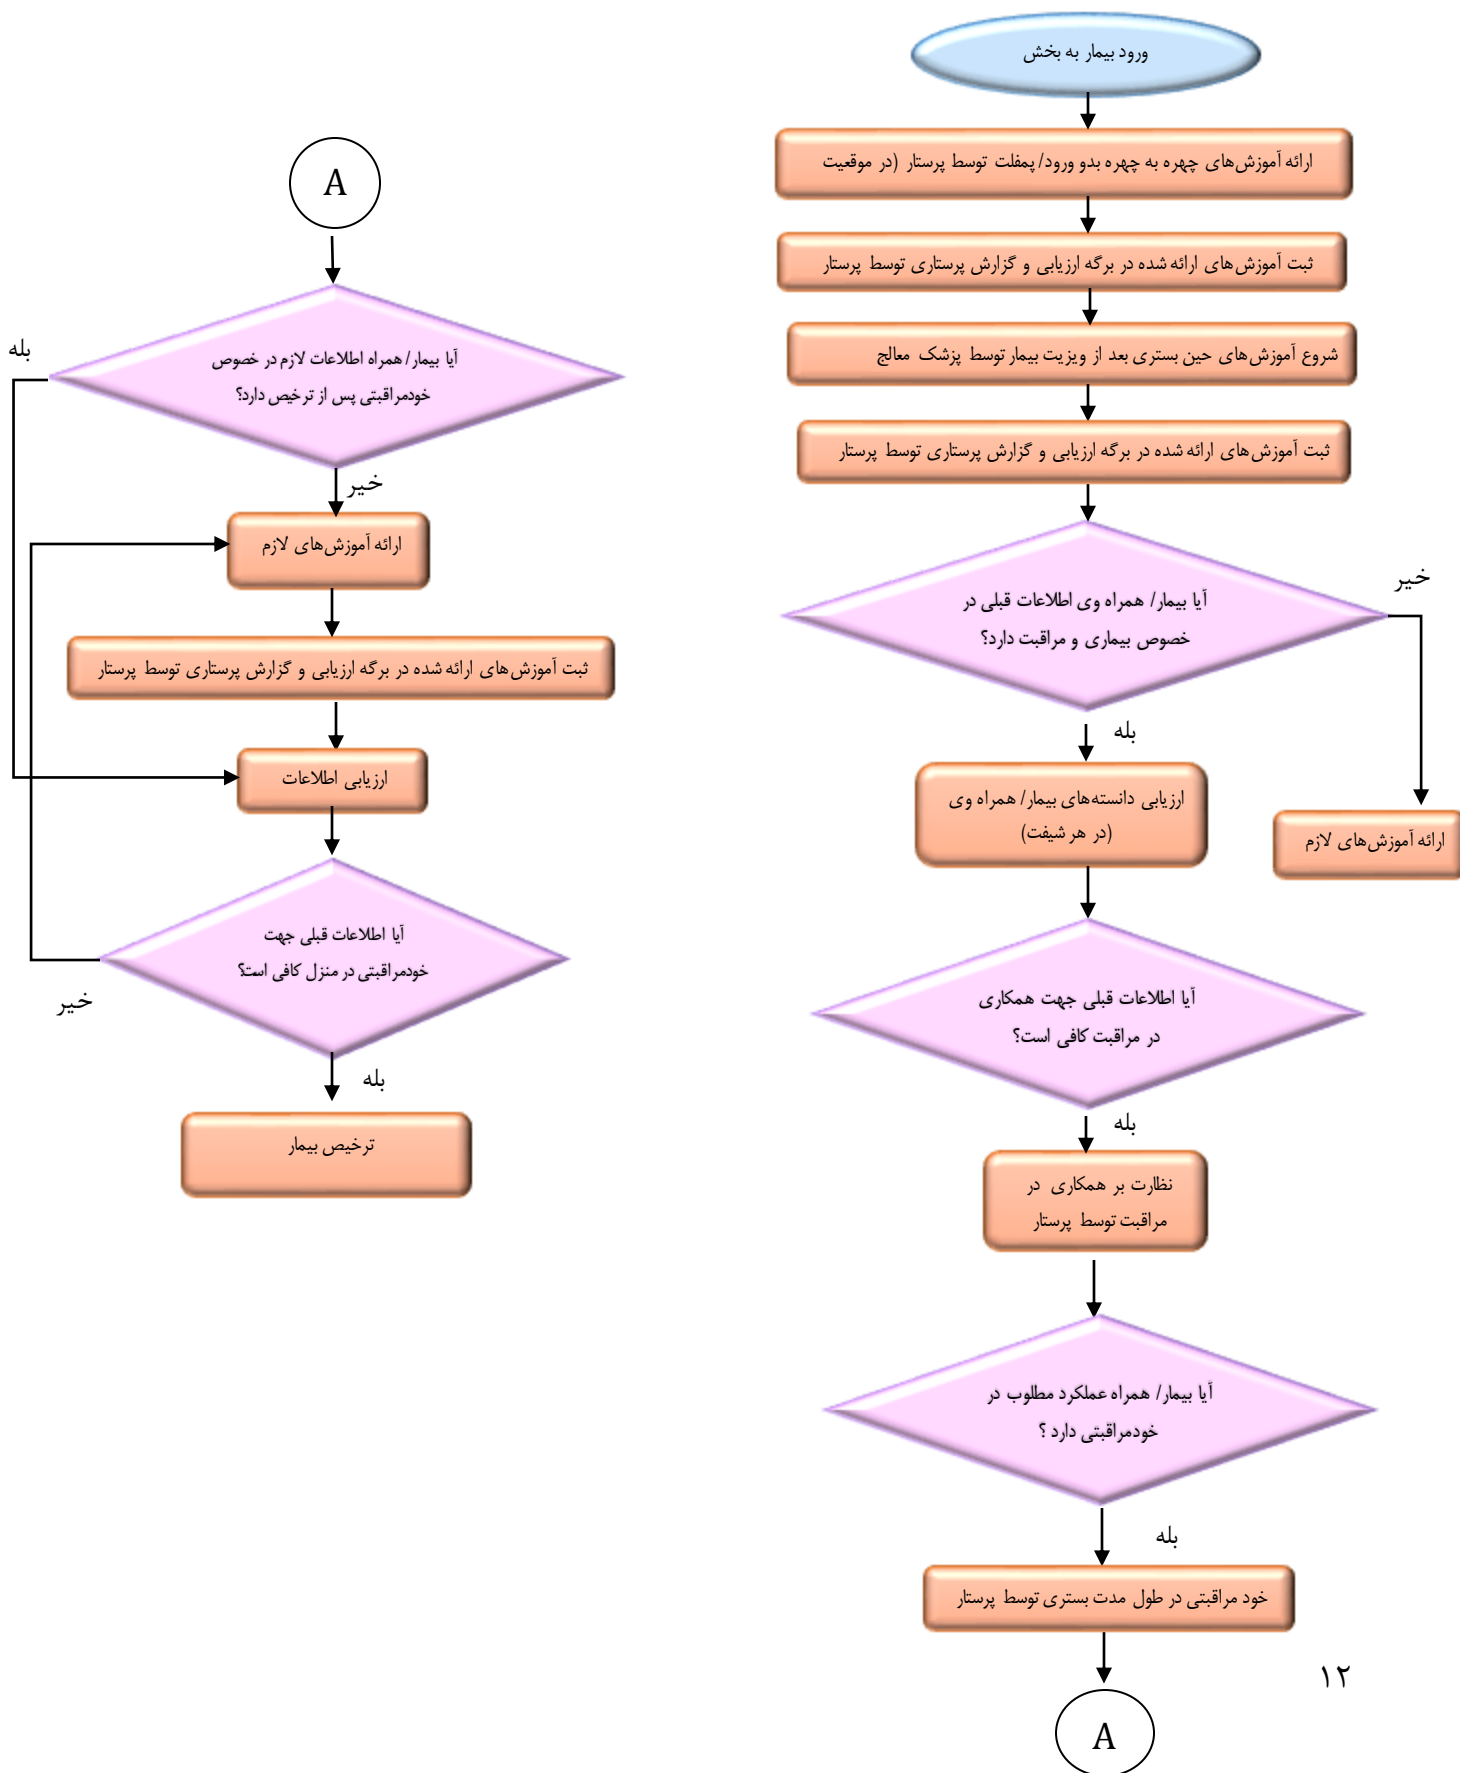 ورود بیمار به بخش
ارائه آموزش‌های چهره به چهره بدو ورود/ پمفلت توسط پرستار (در موقعیت
ثبت آموزش‌های ارائه شده در برگه ارزیابی و گزارش پرستاری توسط پرستار
شروع آموزش‌های حین بستری بعد از ویزیت بیمار توسط پزشک معالج
ثبت آموزش‌های ارائه شده در برگه ارزیابی و گزارش پرستاری توسط پرستار
آیا بیمار/ همراه وی اطلاعات قبلی در
خصوص بیماری و مراقبت دارد؟
خیر
ارائه آموزش‌های لازم
بله
ارزیابی دانسته‌های بیمار/ همراه وی
(در هر شیفت)
آیا اطلاعات قبلی جهت همکاری
در مراقبت کافی است؟
بله
نظارت بر همکاری در
مراقبت توسط پرستار
آیا بیمار/ همراه عملکرد مطلوب در
خودمراقبتی دارد ؟
بله
خود مراقبتی در طول مدت بستری توسط پرستار
A
۱۲
A
آیا بیمار/ همراه اطلاعات لازم در خصوص
خودمراقبتی پس از ترخیص دارد؟
بله
خیر
ارائه آموزش‌های لازم
ثبت آموزش‌های ارائه شده در برگه ارزیابی و گزارش پرستاری توسط پرستار
ارزیابی اطلاعات
آیا اطلاعات قبلی جهت
خودمراقبتی در منزل کافی است؟
خیر
بله
ترخیص بیمار